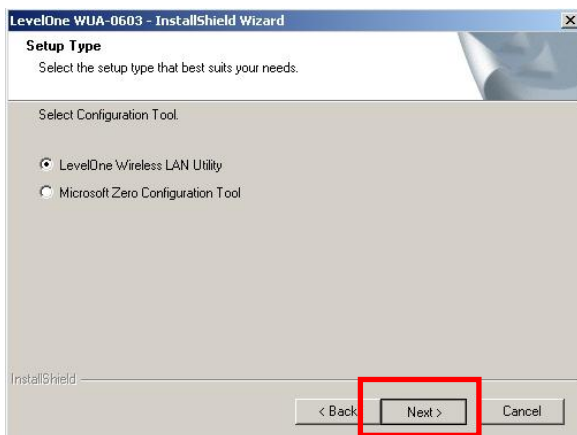 LevelOne WUA-0603 - InstallShield Wizard
Setup Type
Select the setup type that best suits your needs.
Select Configuration Tool.
LevelOne Wireless LAN Utility
Microsoft Zero Configuration Tool
InstallShield
< Back Next > Cancel